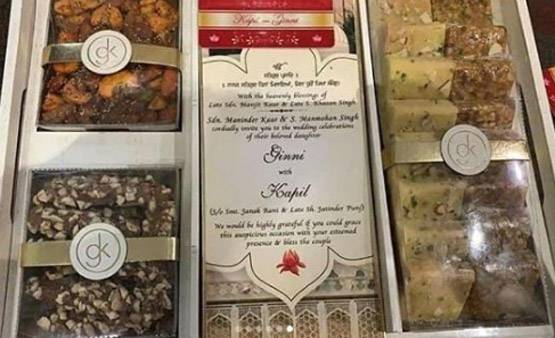 Kapil Ginni
gk
ੴ
With the heavenly blessings of
Late Sdn. Manjit Kaur & Late S. Khazan Singh
Sdn. Maninder Kaur & S. Manmohan Singh
cordially invite you to the wedding celebrations
of their beloved daughter
Ginni
with
Kapil
(S/o Smt. Janak Rani & Late Sh. Jatinder Punj)
We would be highly grateful if you could grace
this auspicious occasion with your esteemed
presence & bless the couple
gk
gk